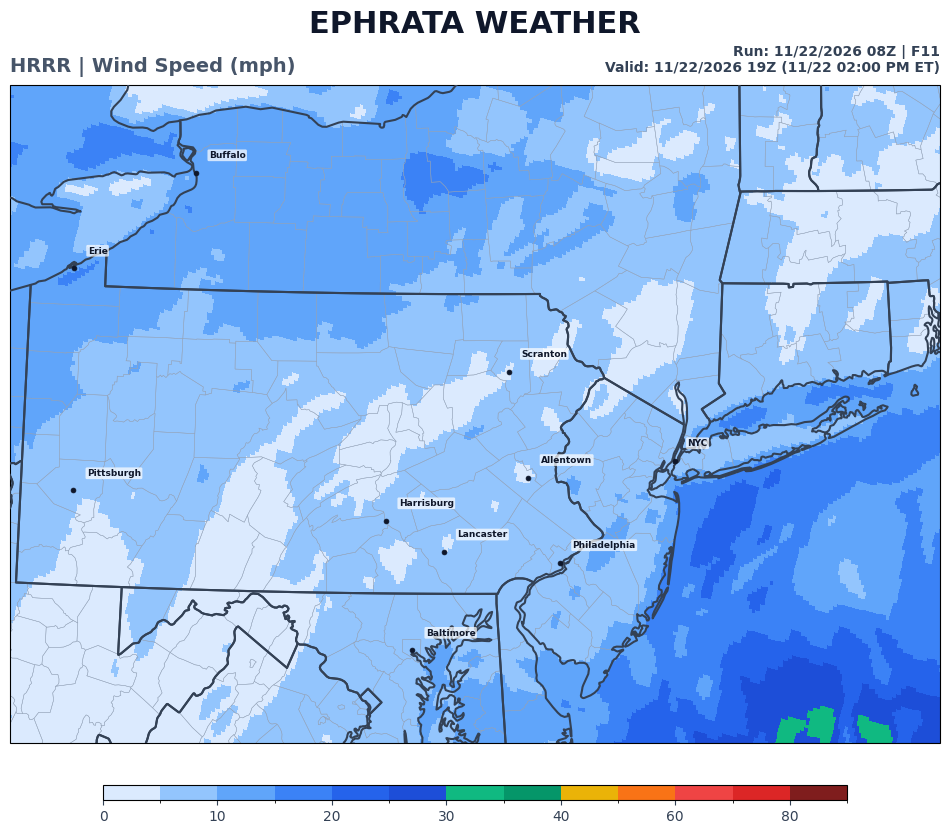 EPHRATA WEATHER
HRRR | Wind Speed (mph)
Run: 11/22/2026 08Z | F11
Valid: 11/22/2026 19Z (11/22 02:00 PM ET)
Buffalo
Erie
Scranton
NYC
Allentown
Pittsburgh
Harrisburg
Lancaster
Philadelphia
Baltimore
0 10 20 30 40 50 60 70 80